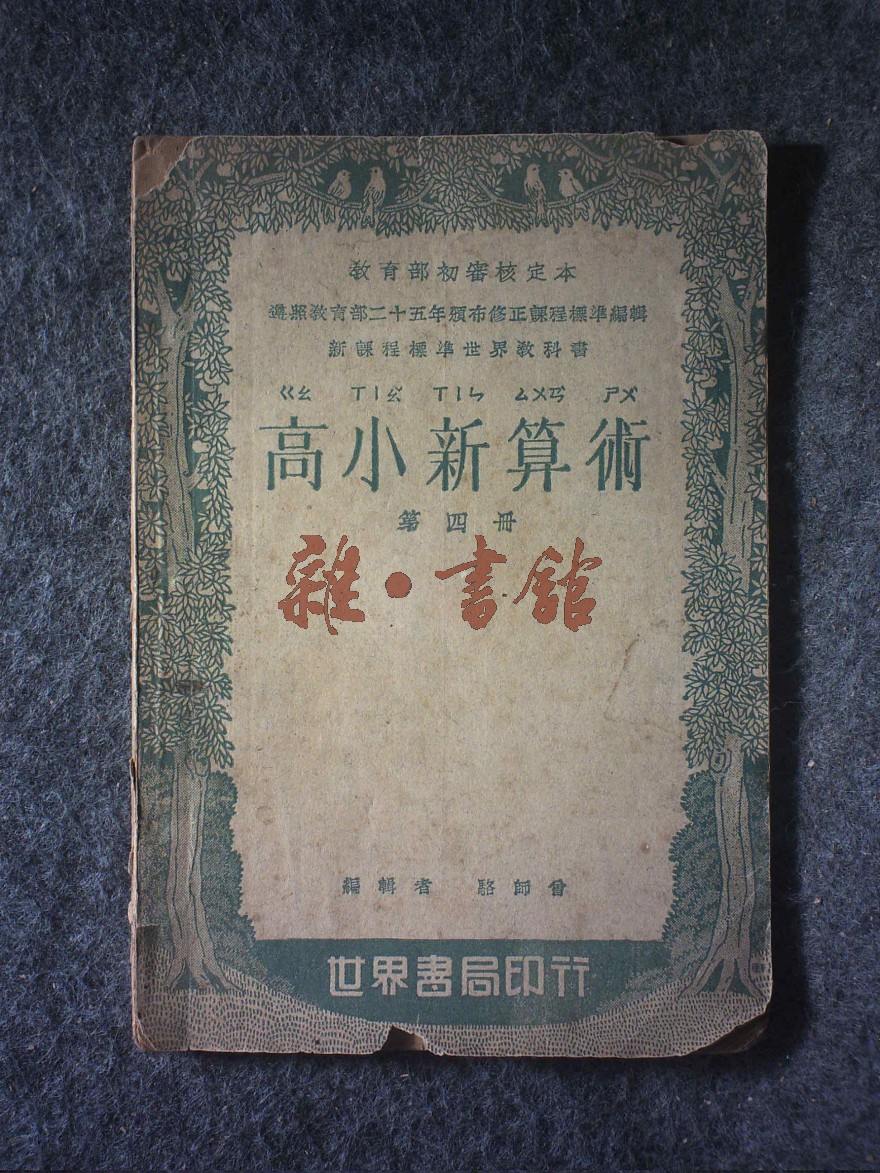 教育部初審核定本
遵照教育部二十五年頒布修正課程標準編輯
新課程標準世界教科書
ㄍㄠ ㄒㄧㄠ ㄒㄧㄣ ㄙㄨㄢ ㄕㄨ
高小新算術
第四冊
雜·書館
編輯者 駱師曾
世界書局印行